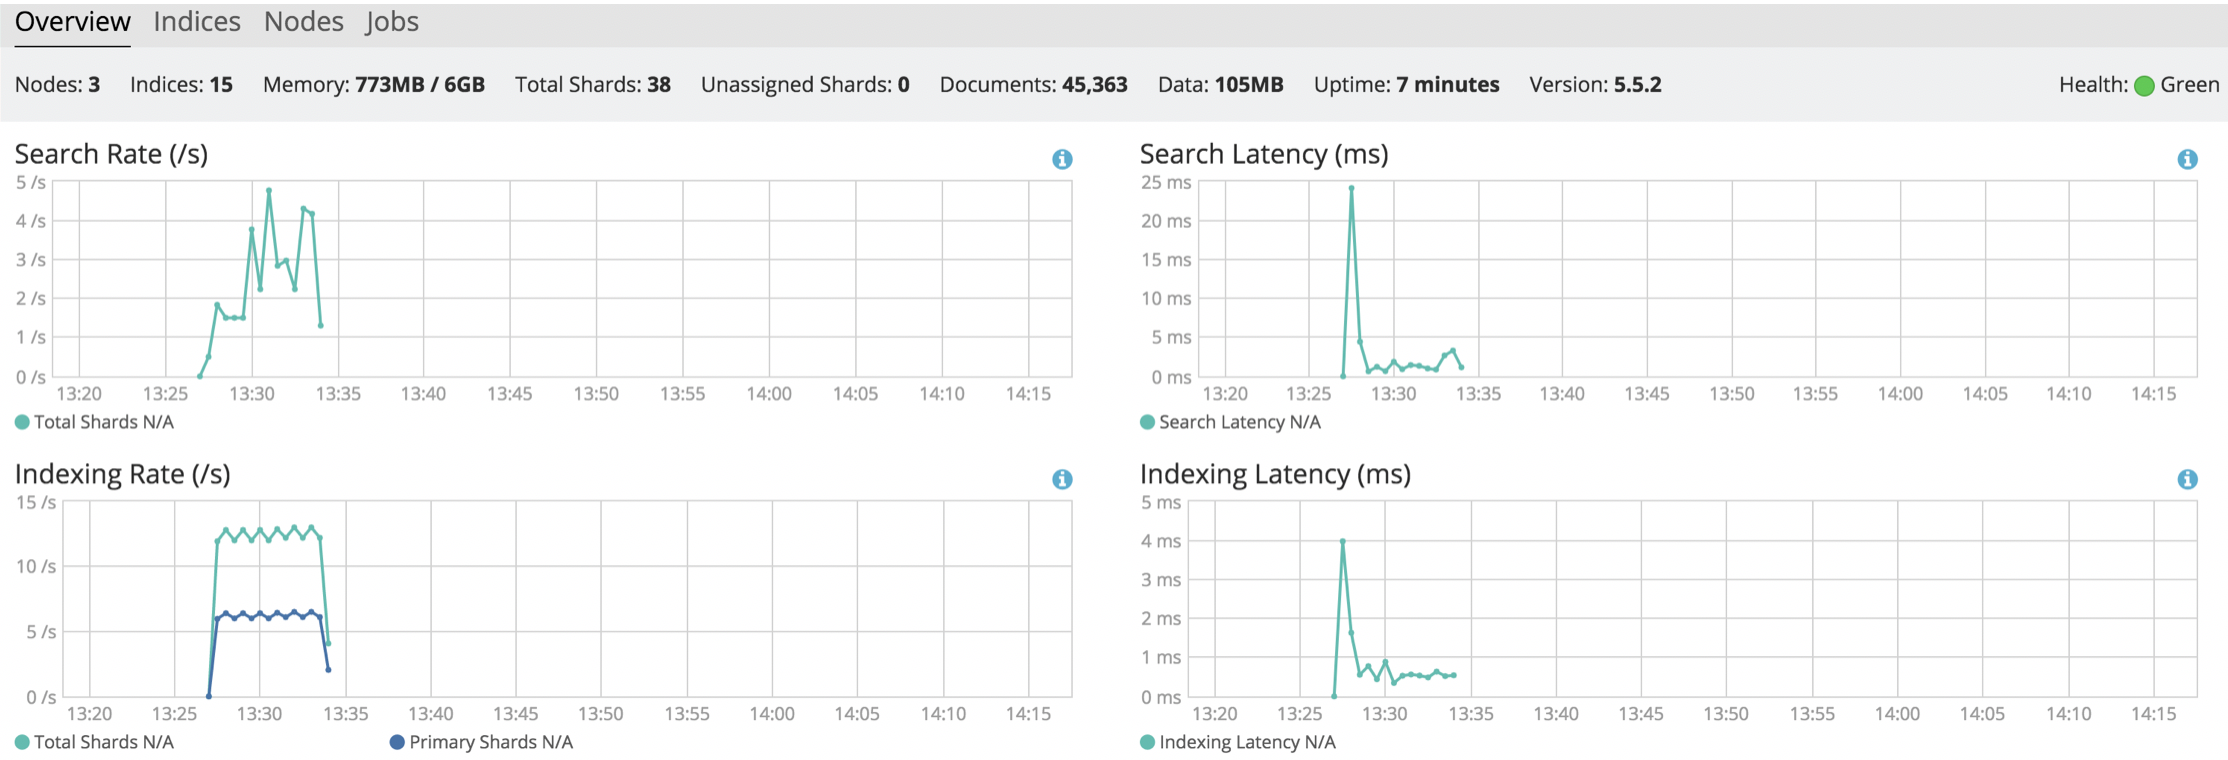 Overview Indices Nodes Jobs
Nodes: 3 Indices: 15 Memory: 773MB / 6GB Total Shards: 38 Unassigned Shards: 0 Documents: 45,363 Data: 105MB Uptime: 7 minutes Version: 5.5.2 Health: Green
Search Rate (/s)
5 /s
4 /s
3 /s
2 /s
1 /s
0 /s
13:20 13:25 13:30 13:35 13:40 13:45 13:50 13:55 14:00 14:05 14:10 14:15
Total Shards N/A
Search Latency (ms)
25 ms
20 ms
15 ms
10 ms
5 ms
0 ms
13:20 13:25 13:30 13:35 13:40 13:45 13:50 13:55 14:00 14:05 14:10 14:15
Search Latency N/A
Indexing Rate (/s)
15 /s
10 /s
5 /s
0 /s
13:20 13:25 13:30 13:35 13:40 13:45 13:50 13:55 14:00 14:05 14:10 14:15
Total Shards N/A Primary Shards N/A
Indexing Latency (ms)
5 ms
4 ms
3 ms
2 ms
1 ms
0 ms
13:20 13:25 13:30 13:35 13:40 13:45 13:50 13:55 14:00 14:05 14:10 14:15
Indexing Latency N/A